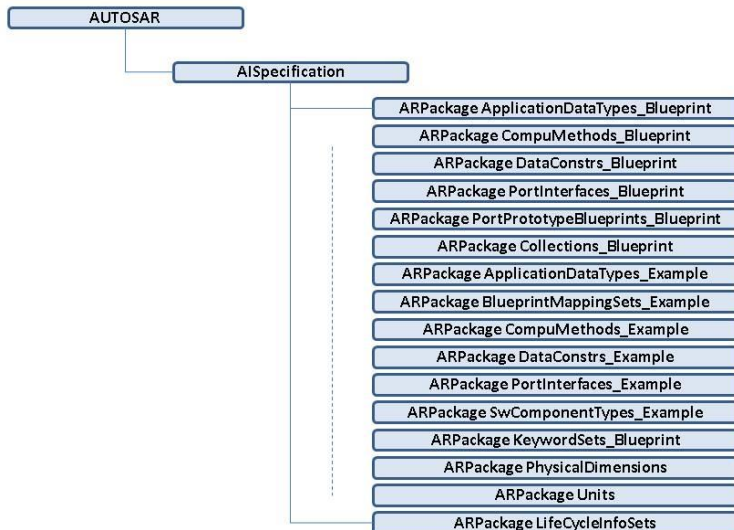 AUTOSAR
AISpecification
ARPackage ApplicationDataTypes_Blueprint
ARPackage CompuMethods_Blueprint
ARPackage DataConstrs_Blueprint
ARPackage PortInterfaces_Blueprint
ARPackage PortPrototypeBlueprints_Blueprint
ARPackage Collections_Blueprint
ARPackage ApplicationDataTypes_Example
ARPackage BlueprintMappingSets_Example
ARPackage CompuMethods_Example
ARPackage DataConstrs_Example
ARPackage PortInterfaces_Example
ARPackage SwComponentTypes_Example
ARPackage KeywordSets_Blueprint
ARPackage PhysicalDimensions
ARPackage Units
ARPackage LifeCycleInfoSets